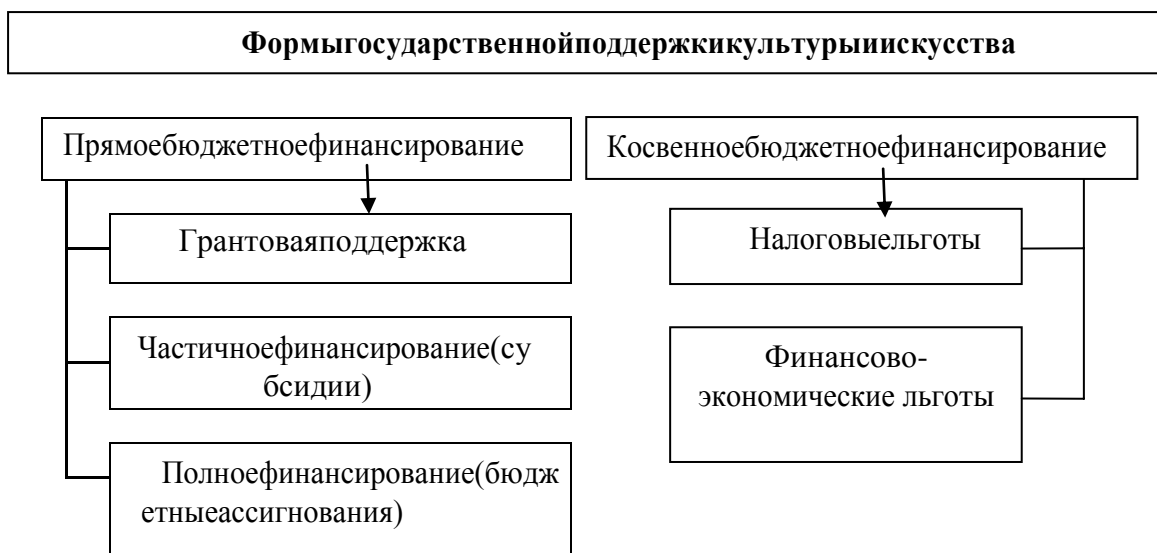 Формыгосударственнойподдержкикультурыиискусства
Прямоебюджетноефинансирование
Грантоваяподдержка
Частичноефинансирование(су
бсидии)
Полноефинансирование(бюдж
етныеассигнования)
Косвенноебюджетноефинансирование
Налоговыельготы
Финансово-
экономические льготы